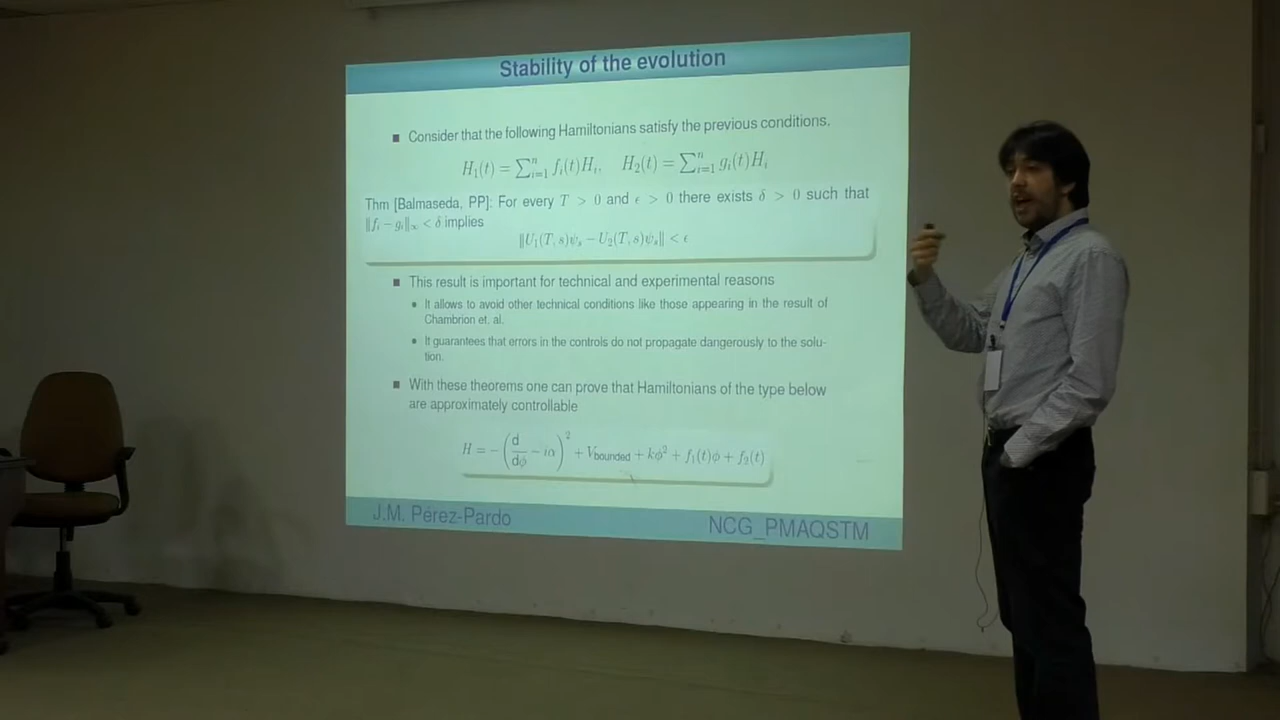 Stability of the evolution
Consider that the following Hamiltonians satisfy the previous conditions.
H₁(t) = ∑ⁿᵢ₌₁ fᵢ(t)Hᵢ, H₂(t) = ∑ⁿᵢ₌₁ gᵢ(t)Hᵢ
Thm [Balmaseda, PP]: For every T > 0 and ϵ > 0 there exists δ > 0 such that
‖fᵢ − gᵢ‖∞ < δ implies
‖U₁(T, s)ψₛ − U₂(T, s)ψₛ‖ < ϵ
This result is important for technical and experimental reasons
It allows to avoid other technical conditions like those appearing in the result of
Chambrion et. al.
It guarantees that errors in the controls do not propagate dangerously to the solu-
tion.
With these theorems one can prove that Hamiltonians of the type below
are approximately controllable
H = −(d/dϕ − iα)² + V_bounded + kϕ² + f₁(t)ϕ + f₂(t)
J.M. Pérez-Pardo NCG_PMAQSTM